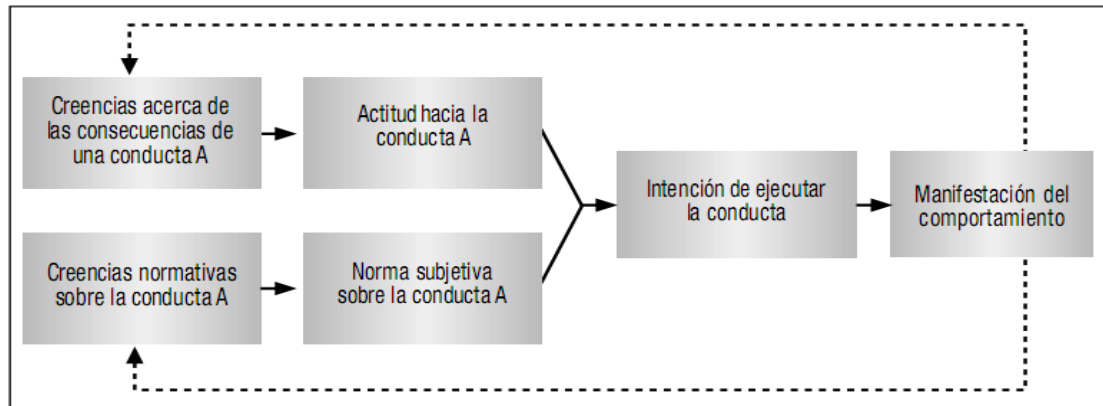 Creencias acerca de
las consecuencias de
una conducta A
Actitud hacia la
conducta A
Intención de ejecutar
la conducta
Manifestación del
comportamiento
Creencias normativas
sobre la conducta A
Norma subjetiva
sobre la conducta A